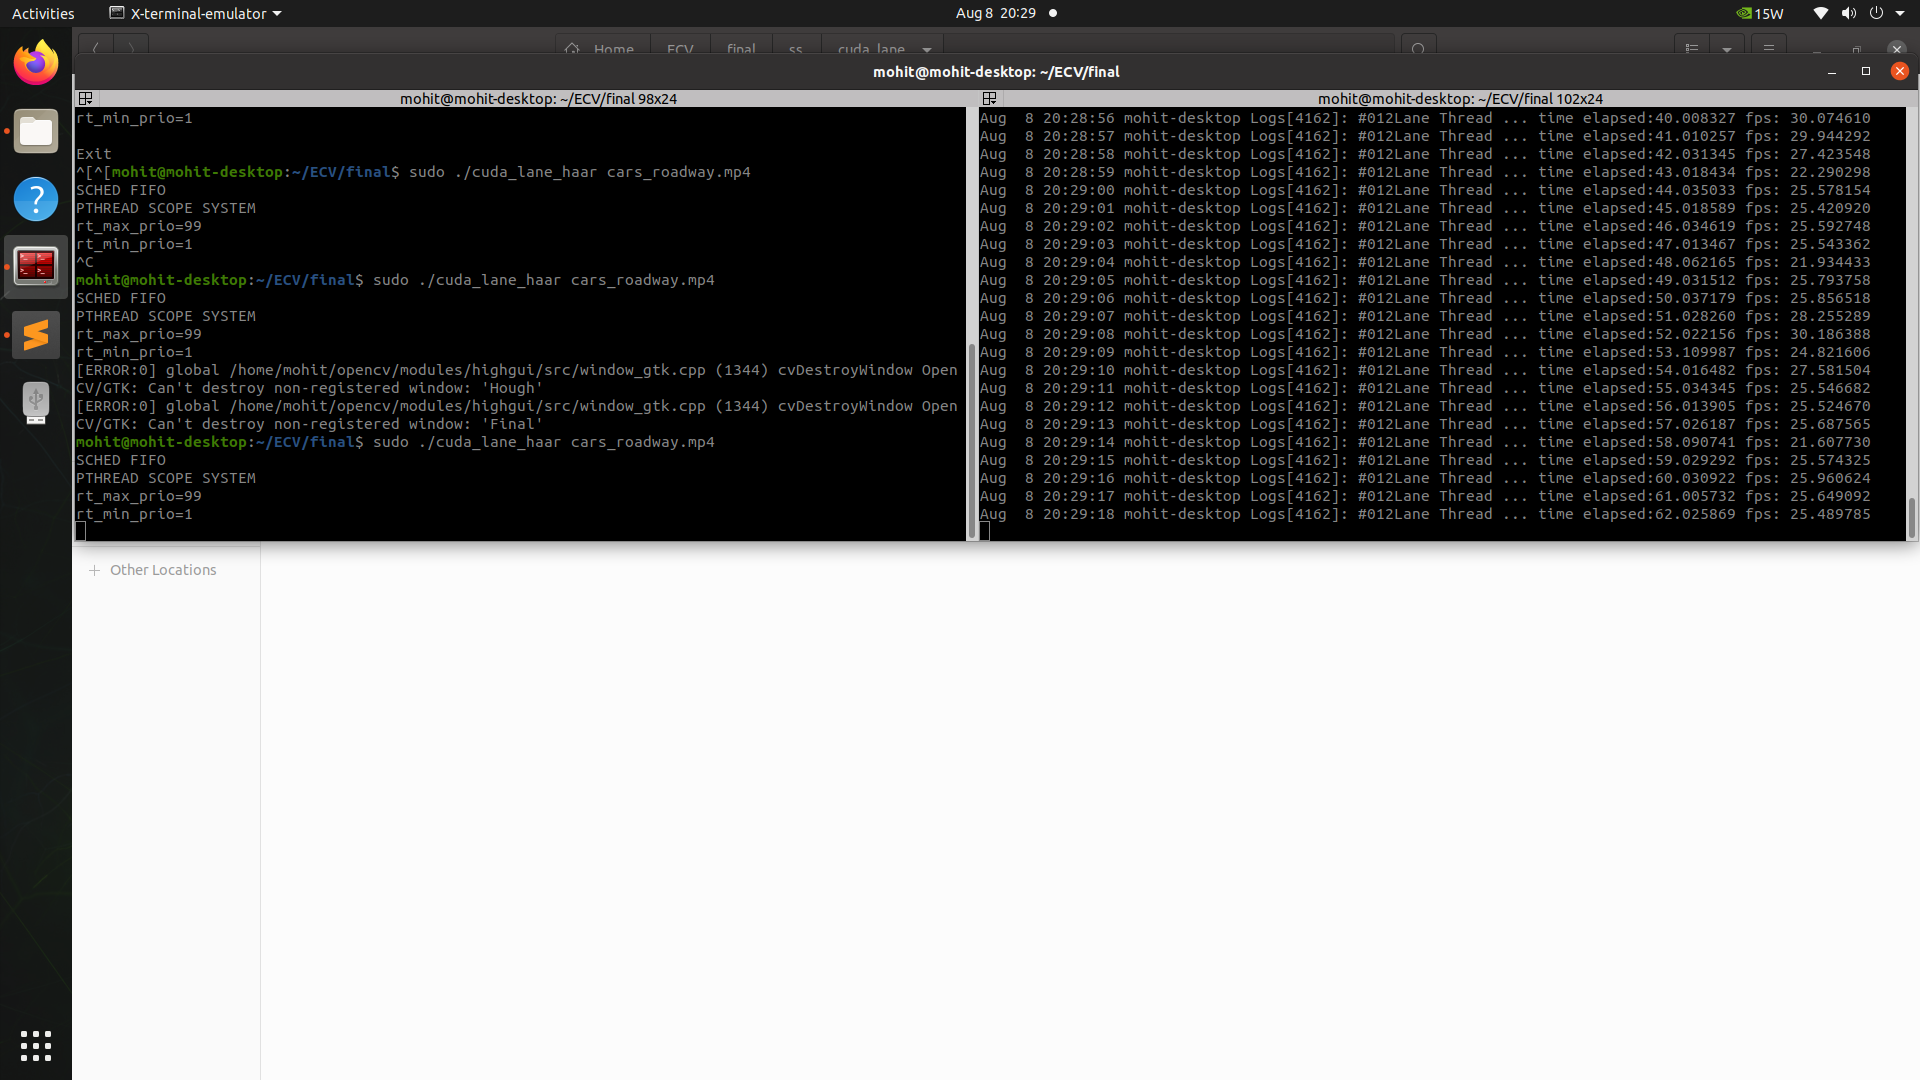 Activities
X-terminal-emulator
Aug 8 20:29
15W
Home
ECV
final
ss
cuda_lane
mohit@mohit-desktop: ~/ECV/final
mohit@mohit-desktop: ~/ECV/final 98x24
rt_min_prio=1
Exit
^[^[mohit@mohit-desktop:~/ECV/final$ sudo ./cuda_lane_haar cars_roadway.mp4
SCHED FIFO
PTHREAD SCOPE SYSTEM
rt_max_prio=99
rt_min_prio=1
^C
mohit@mohit-desktop:~/ECV/final$ sudo ./cuda_lane_haar cars_roadway.mp4
SCHED FIFO
PTHREAD SCOPE SYSTEM
rt_max_prio=99
rt_min_prio=1
[ERROR:0] global /home/mohit/opencv/modules/highgui/src/window_gtk.cpp (1344) cvDestroyWindow Open
CV/GTK: Can't destroy non-registered window: 'Hough'
[ERROR:0] global /home/mohit/opencv/modules/highgui/src/window_gtk.cpp (1344) cvDestroyWindow Open
CV/GTK: Can't destroy non-registered window: 'Final'
mohit@mohit-desktop:~/ECV/final$ sudo ./cuda_lane_haar cars_roadway.mp4
SCHED FIFO
PTHREAD SCOPE SYSTEM
rt_max_prio=99
rt_min_prio=1
mohit@mohit-desktop: ~/ECV/final 102x24
Aug  8 20:28:56 mohit-desktop Logs[4162]: #012Lane Thread ... time elapsed:40.008327 fps: 30.074610
Aug  8 20:28:57 mohit-desktop Logs[4162]: #012Lane Thread ... time elapsed:41.010257 fps: 29.944292
Aug  8 20:28:58 mohit-desktop Logs[4162]: #012Lane Thread ... time elapsed:42.031345 fps: 27.423548
Aug  8 20:28:59 mohit-desktop Logs[4162]: #012Lane Thread ... time elapsed:43.018434 fps: 22.290298
Aug  8 20:29:00 mohit-desktop Logs[4162]: #012Lane Thread ... time elapsed:44.035033 fps: 25.578154
Aug  8 20:29:01 mohit-desktop Logs[4162]: #012Lane Thread ... time elapsed:45.018589 fps: 25.420920
Aug  8 20:29:02 mohit-desktop Logs[4162]: #012Lane Thread ... time elapsed:46.034619 fps: 25.592748
Aug  8 20:29:03 mohit-desktop Logs[4162]: #012Lane Thread ... time elapsed:47.013467 fps: 25.543362
Aug  8 20:29:04 mohit-desktop Logs[4162]: #012Lane Thread ... time elapsed:48.062165 fps: 21.934433
Aug  8 20:29:05 mohit-desktop Logs[4162]: #012Lane Thread ... time elapsed:49.031512 fps: 25.793758
Aug  8 20:29:06 mohit-desktop Logs[4162]: #012Lane Thread ... time elapsed:50.037179 fps: 25.856518
Aug  8 20:29:07 mohit-desktop Logs[4162]: #012Lane Thread ... time elapsed:51.028260 fps: 28.255289
Aug  8 20:29:08 mohit-desktop Logs[4162]: #012Lane Thread ... time elapsed:52.022156 fps: 30.186388
Aug  8 20:29:09 mohit-desktop Logs[4162]: #012Lane Thread ... time elapsed:53.109987 fps: 24.821606
Aug  8 20:29:10 mohit-desktop Logs[4162]: #012Lane Thread ... time elapsed:54.016482 fps: 27.581504
Aug  8 20:29:11 mohit-desktop Logs[4162]: #012Lane Thread ... time elapsed:55.034345 fps: 25.546682
Aug  8 20:29:12 mohit-desktop Logs[4162]: #012Lane Thread ... time elapsed:56.013905 fps: 25.524670
Aug  8 20:29:13 mohit-desktop Logs[4162]: #012Lane Thread ... time elapsed:57.026187 fps: 25.687565
Aug  8 20:29:14 mohit-desktop Logs[4162]: #012Lane Thread ... time elapsed:58.090741 fps: 21.607730
Aug  8 20:29:15 mohit-desktop Logs[4162]: #012Lane Thread ... time elapsed:59.029292 fps: 25.574325
Aug  8 20:29:16 mohit-desktop Logs[4162]: #012Lane Thread ... time elapsed:60.030922 fps: 25.960624
Aug  8 20:29:17 mohit-desktop Logs[4162]: #012Lane Thread ... time elapsed:61.005732 fps: 25.649092
Aug  8 20:29:18 mohit-desktop Logs[4162]: #012Lane Thread ... time elapsed:62.025869 fps: 25.489785
Other Locations